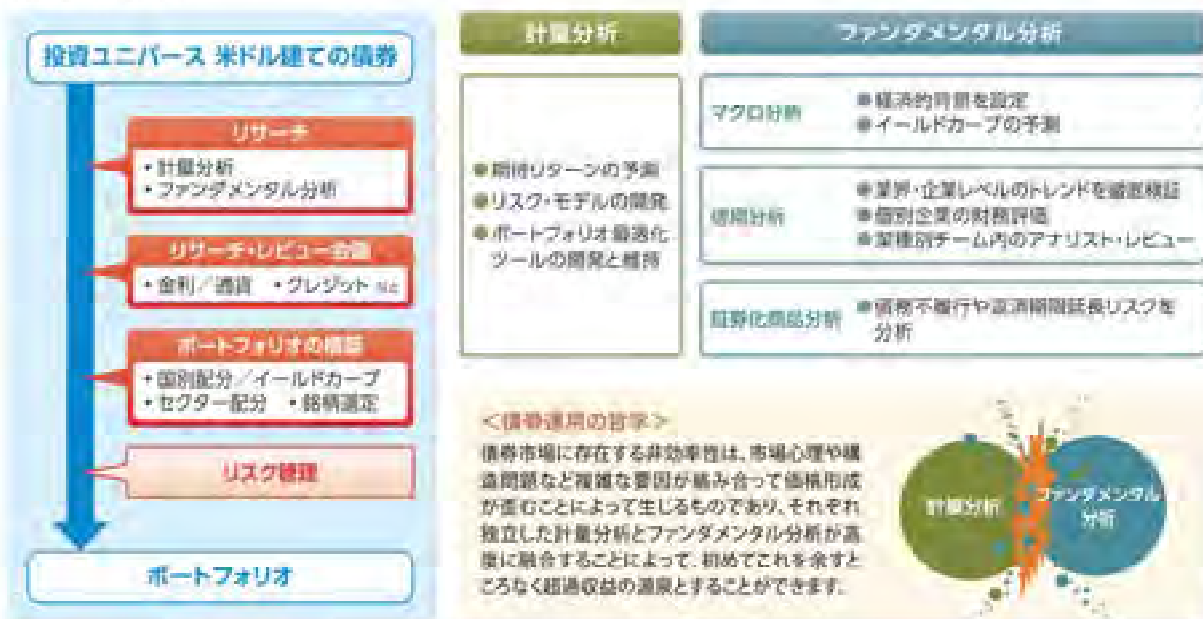 投資ユニバース 米ドル建ての債券
リサーチ
・計量分析
・ファンダメンタル分析
リサーチ・レビュー会議
・金利／通貨 ・クレジット など
ポートフォリオの構築
・国別配分／イールドカーブ
・セクター配分 ・銘柄選定
リスク管理
ポートフォリオ
計量分析
●期待リターンの予測
●リスク・モデルの開発
●ポートフォリオ最適化
ツールの開発と維持
ファンダメンタル分析
マクロ分析
●経済的背景を設定
●イールドカーブの予測
信用分析
●業界・企業レベルのトレンドを徹底検証
●個別企業の財務評価
●業種別チーム内のアナリスト・レビュー
証券化商品分析
●債務不履行や返済期限延長リスクを
分析
＜債券運用の哲学＞
債券市場に存在する非効率性は、市場心理や構
造問題など複雑な要因が絡み合って価格形成
が歪むことによって生じるものであり、それぞれ
独立した計量分析とファンダメンタル分析が高
度に融合することによって、初めてこれを余すと
ころなく超過収益の源泉とすることができます。
計量分析
ファンダメンタル
分析